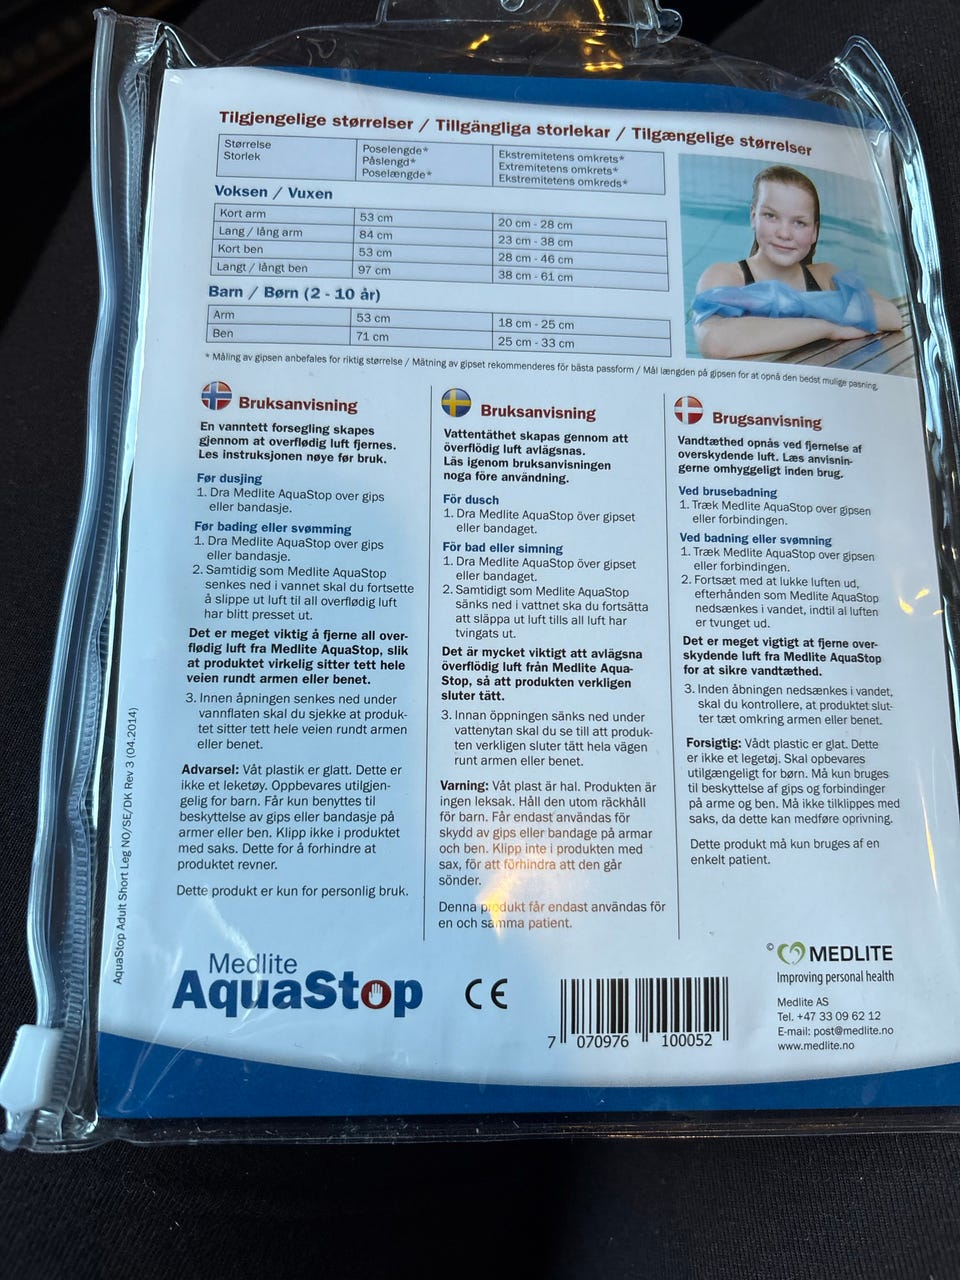 Tilgjengelige størrelser / Tillgängliga storlekar / Tilgængelige størrelser
Størrelse
Storlek
Poselengde*
Påslengd*
Poselængde*
Ekstremitetens omkrets*
Extremitetens omkrets*
Ekstremitetens omkreds*
Voksen / Vuxen
Kort arm 53 cm 20 cm - 28 cm
Lang / lång arm 84 cm 23 cm - 38 cm
Kort ben 53 cm 28 cm - 46 cm
Langt / långt ben 97 cm 38 cm - 61 cm
Barn / Børn (2 - 10 år)
Arm 53 cm 18 cm - 25 cm
Ben 71 cm 25 cm - 33 cm
* Måling av gipsen anbefales for riktig størrelse / Mätning av gipset rekommenderes för bästa passform / Mål længden på gipsen for at opnå den bedst mulige pasning.
Bruksanvisning
En vanntett forsegling skapes
gjennom at overflødig luft fjernes.
Les instruksjonen nøye før bruk.
Før dusjing
1. Dra Medlite AquaStop over gips
eller bandasje.
Før bading eller svømming
1. Dra Medlite AquaStop over gips
eller bandasje.
2. Samtidig som Medlite AquaStop
senkes ned i vannet skal du fortsette
å slippe ut luft til all overflødig luft
har blitt presset ut.
Det er meget viktig å fjerne all over-
flødig luft fra Medlite AquaStop, slik
at produktet virkelig sitter tett hele
veien rundt armen eller benet.
3. Innen åpningen senkes ned under
vannflaten skal du sjekke at produk-
tet sitter tett hele veien rundt armen
eller benet.
Advarsel: Våt plastik er glatt. Dette er
ikke et leketøy. Oppbevares utilgjen-
gelig for barn. Får kun benyttes til
beskyttelse av gips eller bandasje på
armer eller ben. Klipp ikke i produktet
med saks. Dette for å forhindre at
produktet revner.
Dette produkt er kun for personlig bruk.
Bruksanvisning
Vattentäthet skapas gennom att
överflödig luft avlägsnas.
Läs igenom bruksanvisningen
noga före användning.
För dusch
1. Dra Medlite AquaStop över gipset
eller bandaget.
För bad eller simning
1. Dra Medlite AquaStop över gipset
eller bandaget.
2. Samtidigt som Medlite AquaStop
sänks ned i vattnet ska du fortsätta
att släppa ut luft tills all luft har
tvingats ut.
Det är mycket viktigt att avlägsna
överflödig luft från Medlite Aqua-
Stop, så att produkten verkligen
sluter tätt.
3. Innan öppningen sänks ned under
vattenytan ska du se till att produk-
ten verkligen sluter tätt hela vägen
runt armen eller benet.
Varning: Våt plast är hal. Produkten är
ingen leksak. Håll den utom räckhåll
för barn. Får endast användas för
skydd av gips eller bandage på armar
och ben. Klipp inte i produkten med
sax, för att förhindra att den går
sönder.
Denna produkt får endast användas för
en och samma patient.
Brugsanvisning
Vandtæthed opnås ved fjernelse af
overskydende luft. Læs anvisnin-
gerne omhyggeligt inden brug.
Ved brusebadning
1. Træk Medlite AquaStop over gipsen
eller forbindingen.
Ved badning eller svømning
1. Træk Medlite AquaStop over gipsen
eller forbindingen.
2. Fortsæt med at lukke luften ud,
efterhånden som Medlite AquaStop
nedsænkes i vandet, indtil al luften
er tvunget ud.
Det er meget vigtigt at fjerne over-
skydende luft fra Medlite AquaStop
for at sikre vandtæthed.
3. Inden åbningen nedsænkes i vandet,
skal du kontrollere, at produktet slut-
ter tæt omkring armen eller benet.
Forsigtig: Vådt plastic er glat. Dette
er ikke et legetøj. Skal opbevares
utilgængeligt for børn. Må kun bruges
til beskyttelse af gips og forbindinger
på arme og ben. Må ikke tilklippes med
saks, da dette kan medføre oprivning.
Dette produkt må kun bruges af en
enkelt patient.
AquaStop Adult Short Leg NO/SE/DK Rev 3 (04.2014)
Medlite
AquaStop
CE
7 070976 100052
© MEDLITE
Improving personal health
Medlite AS
Tel. +47 33 09 62 12
E-mail: post@medlite.no
www.medlite.no